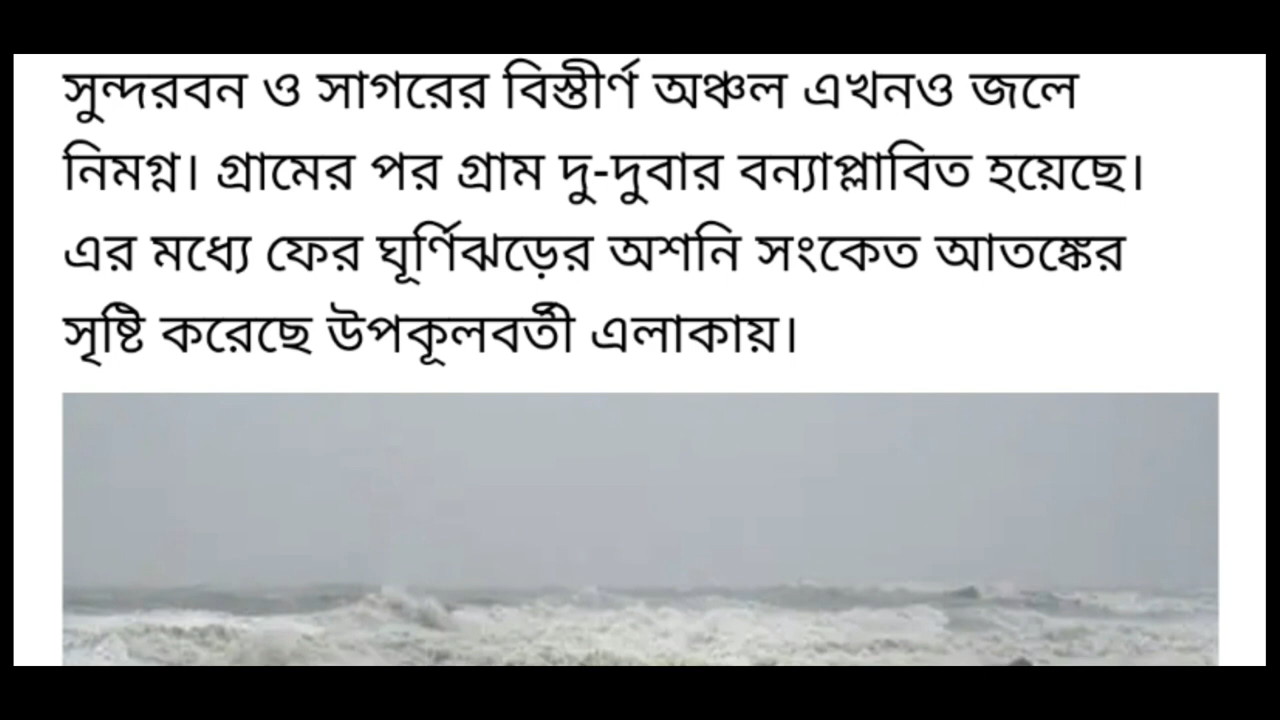 সুন্দরবন ও সাগরের বিস্তীর্ণ অঞ্চল এখনও জলে
নিমগ্ন। গ্রামের পর গ্রাম দু-দুবার বন্যাপ্লাবিত হয়েছে।
এর মধ্যে ফের ঘূর্ণিঝড়ের অশনি সংকেত আতঙ্কের
সৃষ্টি করেছে উপকূলবর্তী এলাকায়।